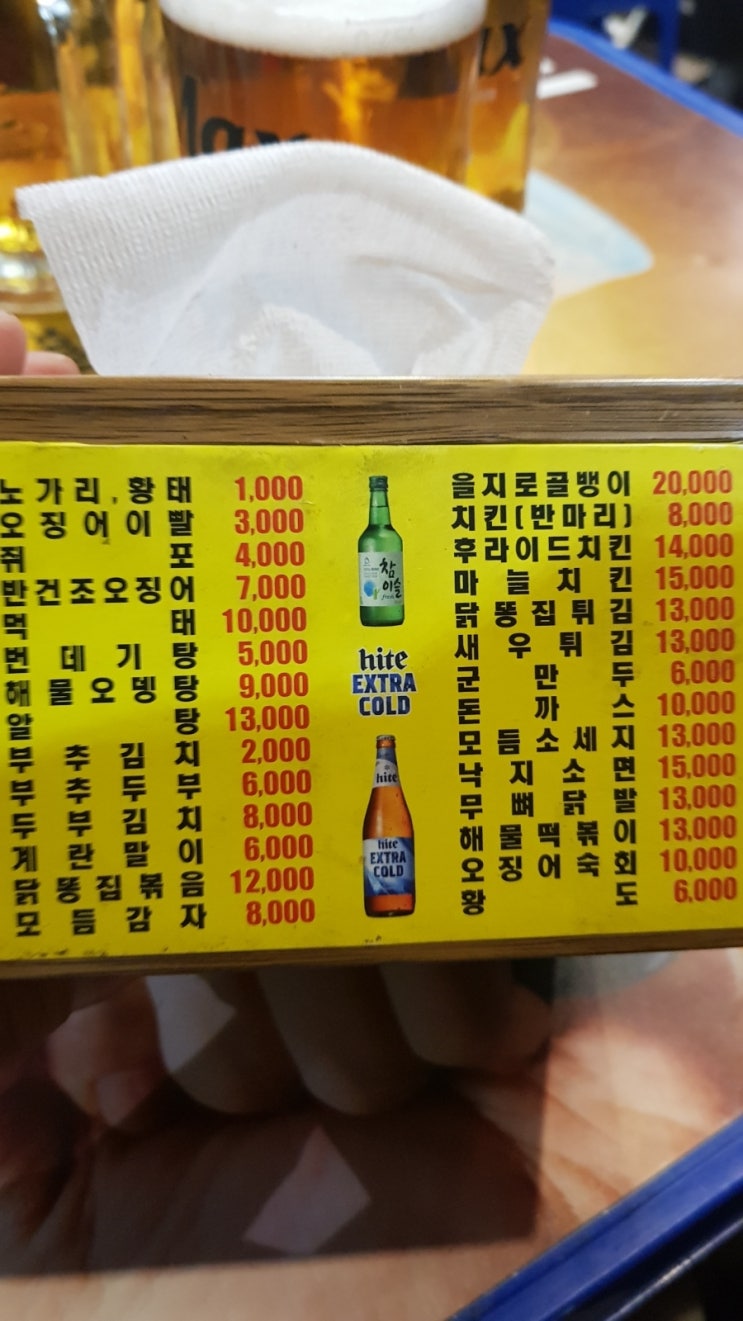 Max
ax
노가리,황태 1,000
오징어이빨 3,000
쥐포 4,000
반건조오징어 7,000
먹태 10,000
번데기탕 5,000
해물오뎅탕 9,000
알탕 13,000
부추김치 2,000
부추두부 6,000
두부김치 8,000
계란말이 6,000
닭똥집볶음 12,000
모듬감자 8,000
참이슬
fresh
hite
EXTRA
COLD
hite
hite
EXTRA
COLD
을지로골뱅이 20,000
치킨(반마리) 8,000
후라이드치킨 14,000
마늘치킨 15,000
닭똥집튀김 13,000
새우튀김 13,000
군만두 6,000
돈까스 10,000
모듬소세지 13,000
낙지소면 15,000
무뼈닭발 13,000
해물떡볶이 13,000
오징어숙회 10,000
황도 6,000